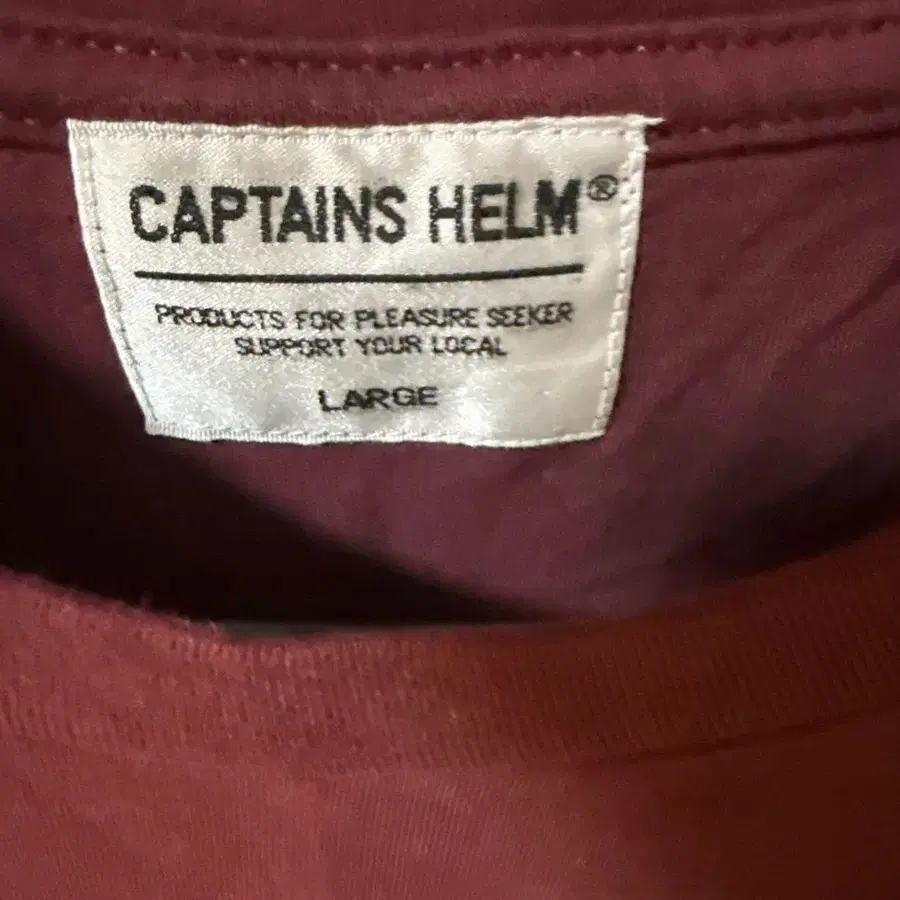 CAPTAINS HELM®
PRODUCTS FOR PLEASURE SEEKER
SUPPORT YOUR LOCAL
LARGE